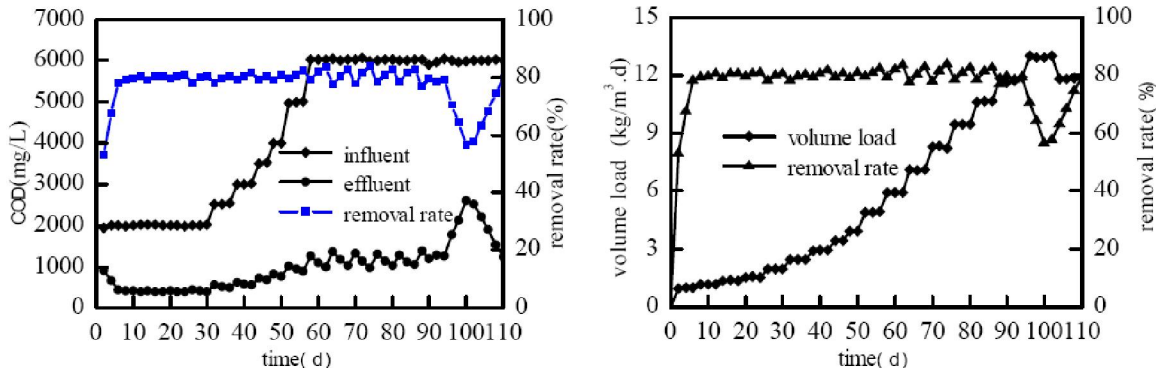 7000
6000
5000
4000
3000
2000
1000
0
COD(mg/L)
0 10 20 30 40 50 60 70 80 90 100 110
time( d)
100
80
60
40
20
0
removal rate(%)
influent
effluent
removal rate
15
12
9
6
3
0
volume load (kg/m³.d)
0 10 20 30 40 50 60 70 80 90 100110
time( d)
100
80
60
40
20
0
removal rate( %)
volume load
removal rate